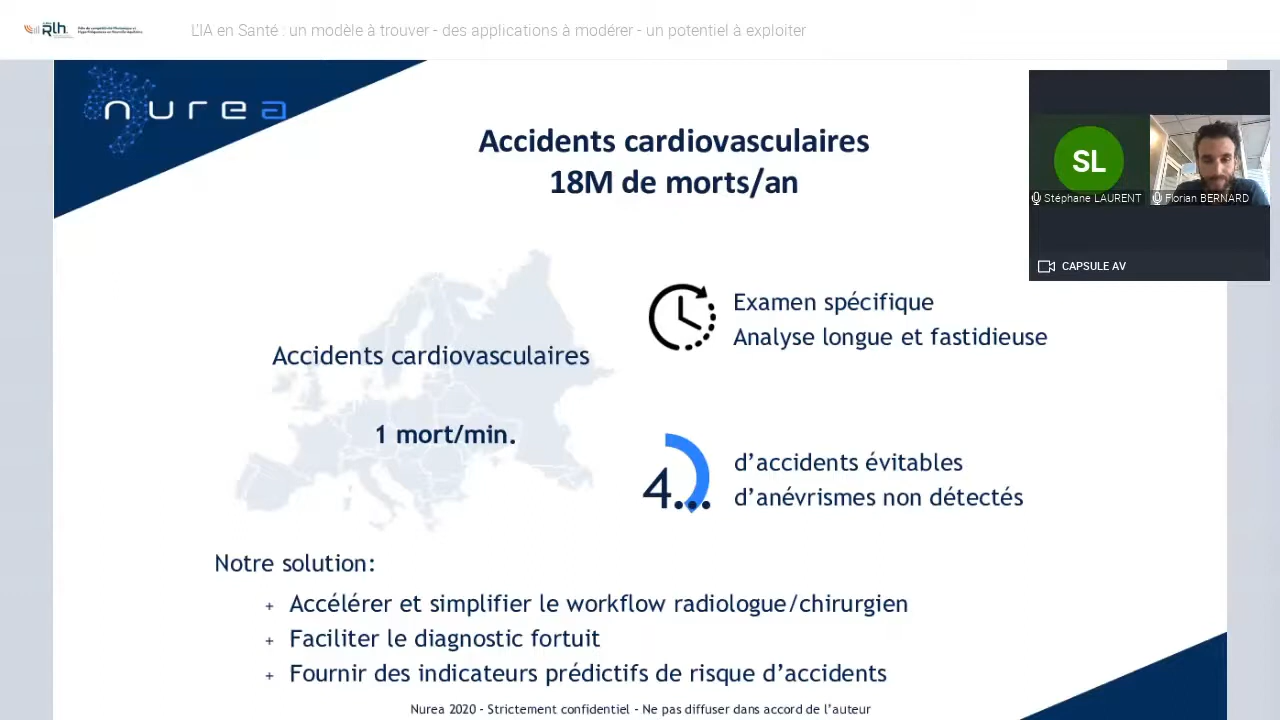 Rlh
L'IA en Santé : un modèle à trouver - des applications à modérer - un potentiel à exploiter
nurea
Accidents cardiovasculaires
18M de morts/an
SL
Stéphane LAURENT
Florian BERNARD
CAPSULE AV
Examen spécifique
Analyse longue et fastidieuse
Accidents cardiovasculaires
1 mort/min.
4...
d'accidents évitables
d'anévrismes non détectés
Notre solution:
+ Accélérer et simplifier le workflow radiologue/chirurgien
+ Faciliter le diagnostic fortuit
+ Fournir des indicateurs prédictifs de risque d'accidents
Nurea 2020 - Strictement confidentiel - Ne pas diffuser dans accord de l'auteur